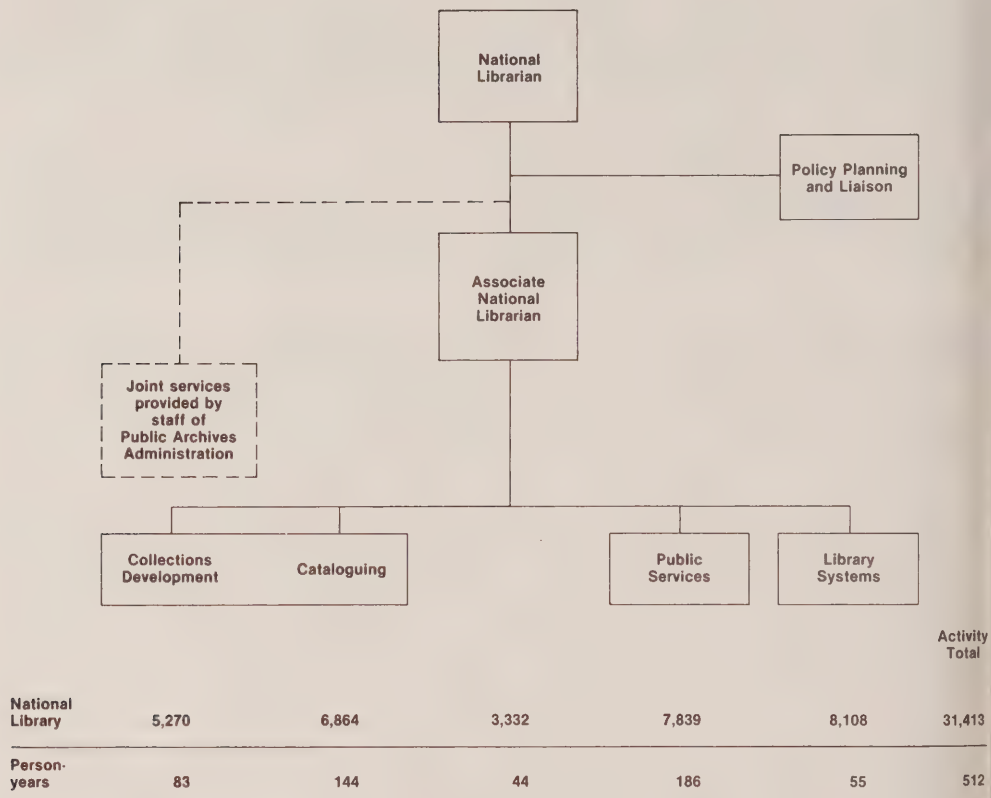 National
Librarian
Policy Planning
and Liaison
Associate
National
Librarian
Joint services
provided by
staff of
Public Archives
Administration
Collections
Development
Cataloguing
Public
Services
Library
Systems
Activity
Total
National
Library 5,270 6,864 3,332 7,839 8,108 31,413
Person-
years 83 144 44 186 55 512